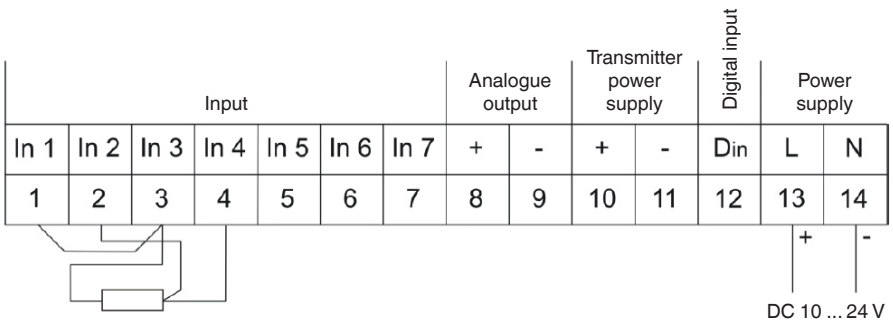 Digital input
Transmitter
power
supply
Analogue
output
Power
supply
Input
In 1 In 2 In 3 In 4 In 5 In 6 In 7 + - + - Din L N
1 2 3 4 5 6 7 8 9 10 11 12 13 14
+ -
DC 10 ... 24 V